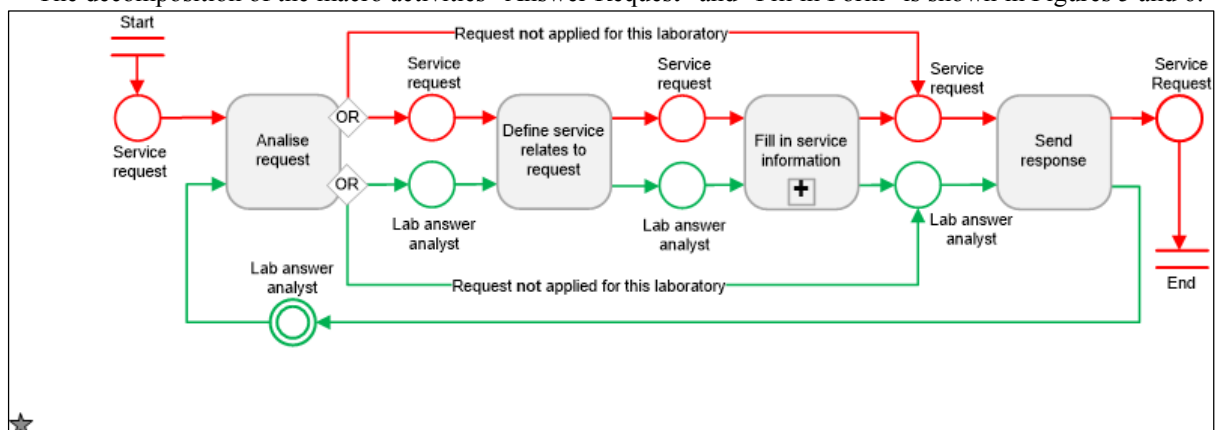 The decomposition of the macro activities "Answer Request" and "Fill in Form" is shown in Figures 5 and 6.
Start
Request not applied for this laboratory
Service
request
Service
request
Service
request
Service
Request
OR
Analise
request
Define service
relates to
request
Fill in service
information
Send
response
Service
request
OR
Lab answer
analyst
Lab answer
analyst
Lab answer
analyst
Lab answer
analyst
Request not applied for this laboratory
End